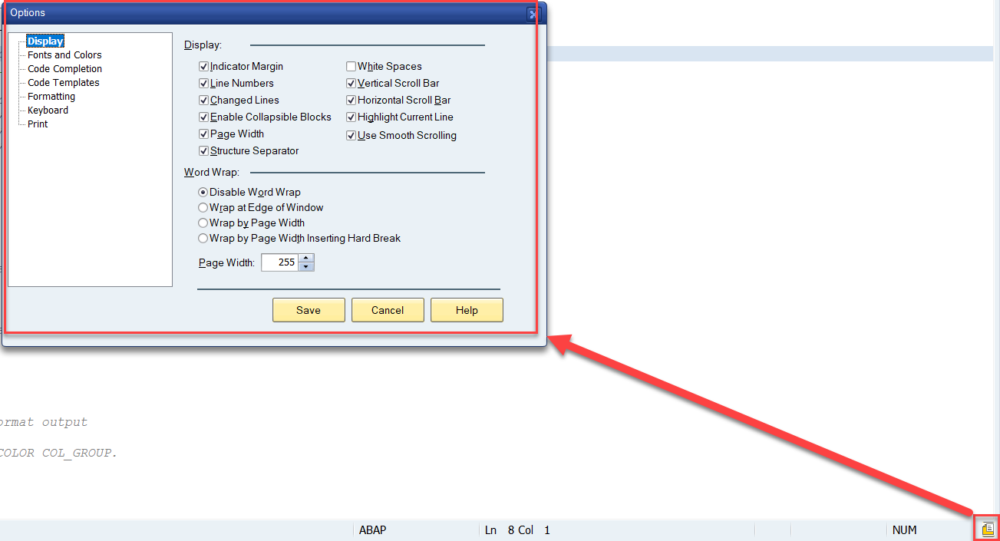 Options
Display
Fonts and Colors
Code Completion
Code Templates
Formatting
Keyboard
Print
Display:
Indicator Margin
Line Numbers
Changed Lines
Enable Collapsible Blocks
Page Width
Structure Separator
White Spaces
Vertical Scroll Bar
Horizontal Scroll Bar
Highlight Current Line
Use Smooth Scrolling
Word Wrap:
Disable Word Wrap
Wrap at Edge of Window
Wrap by Page Width
Wrap by Page Width Inserting Hard Break
Page Width: 255
Save Cancel Help
ormat output
COLOR COL_GROUP.
ABAP Ln 8 Col 1 NUM